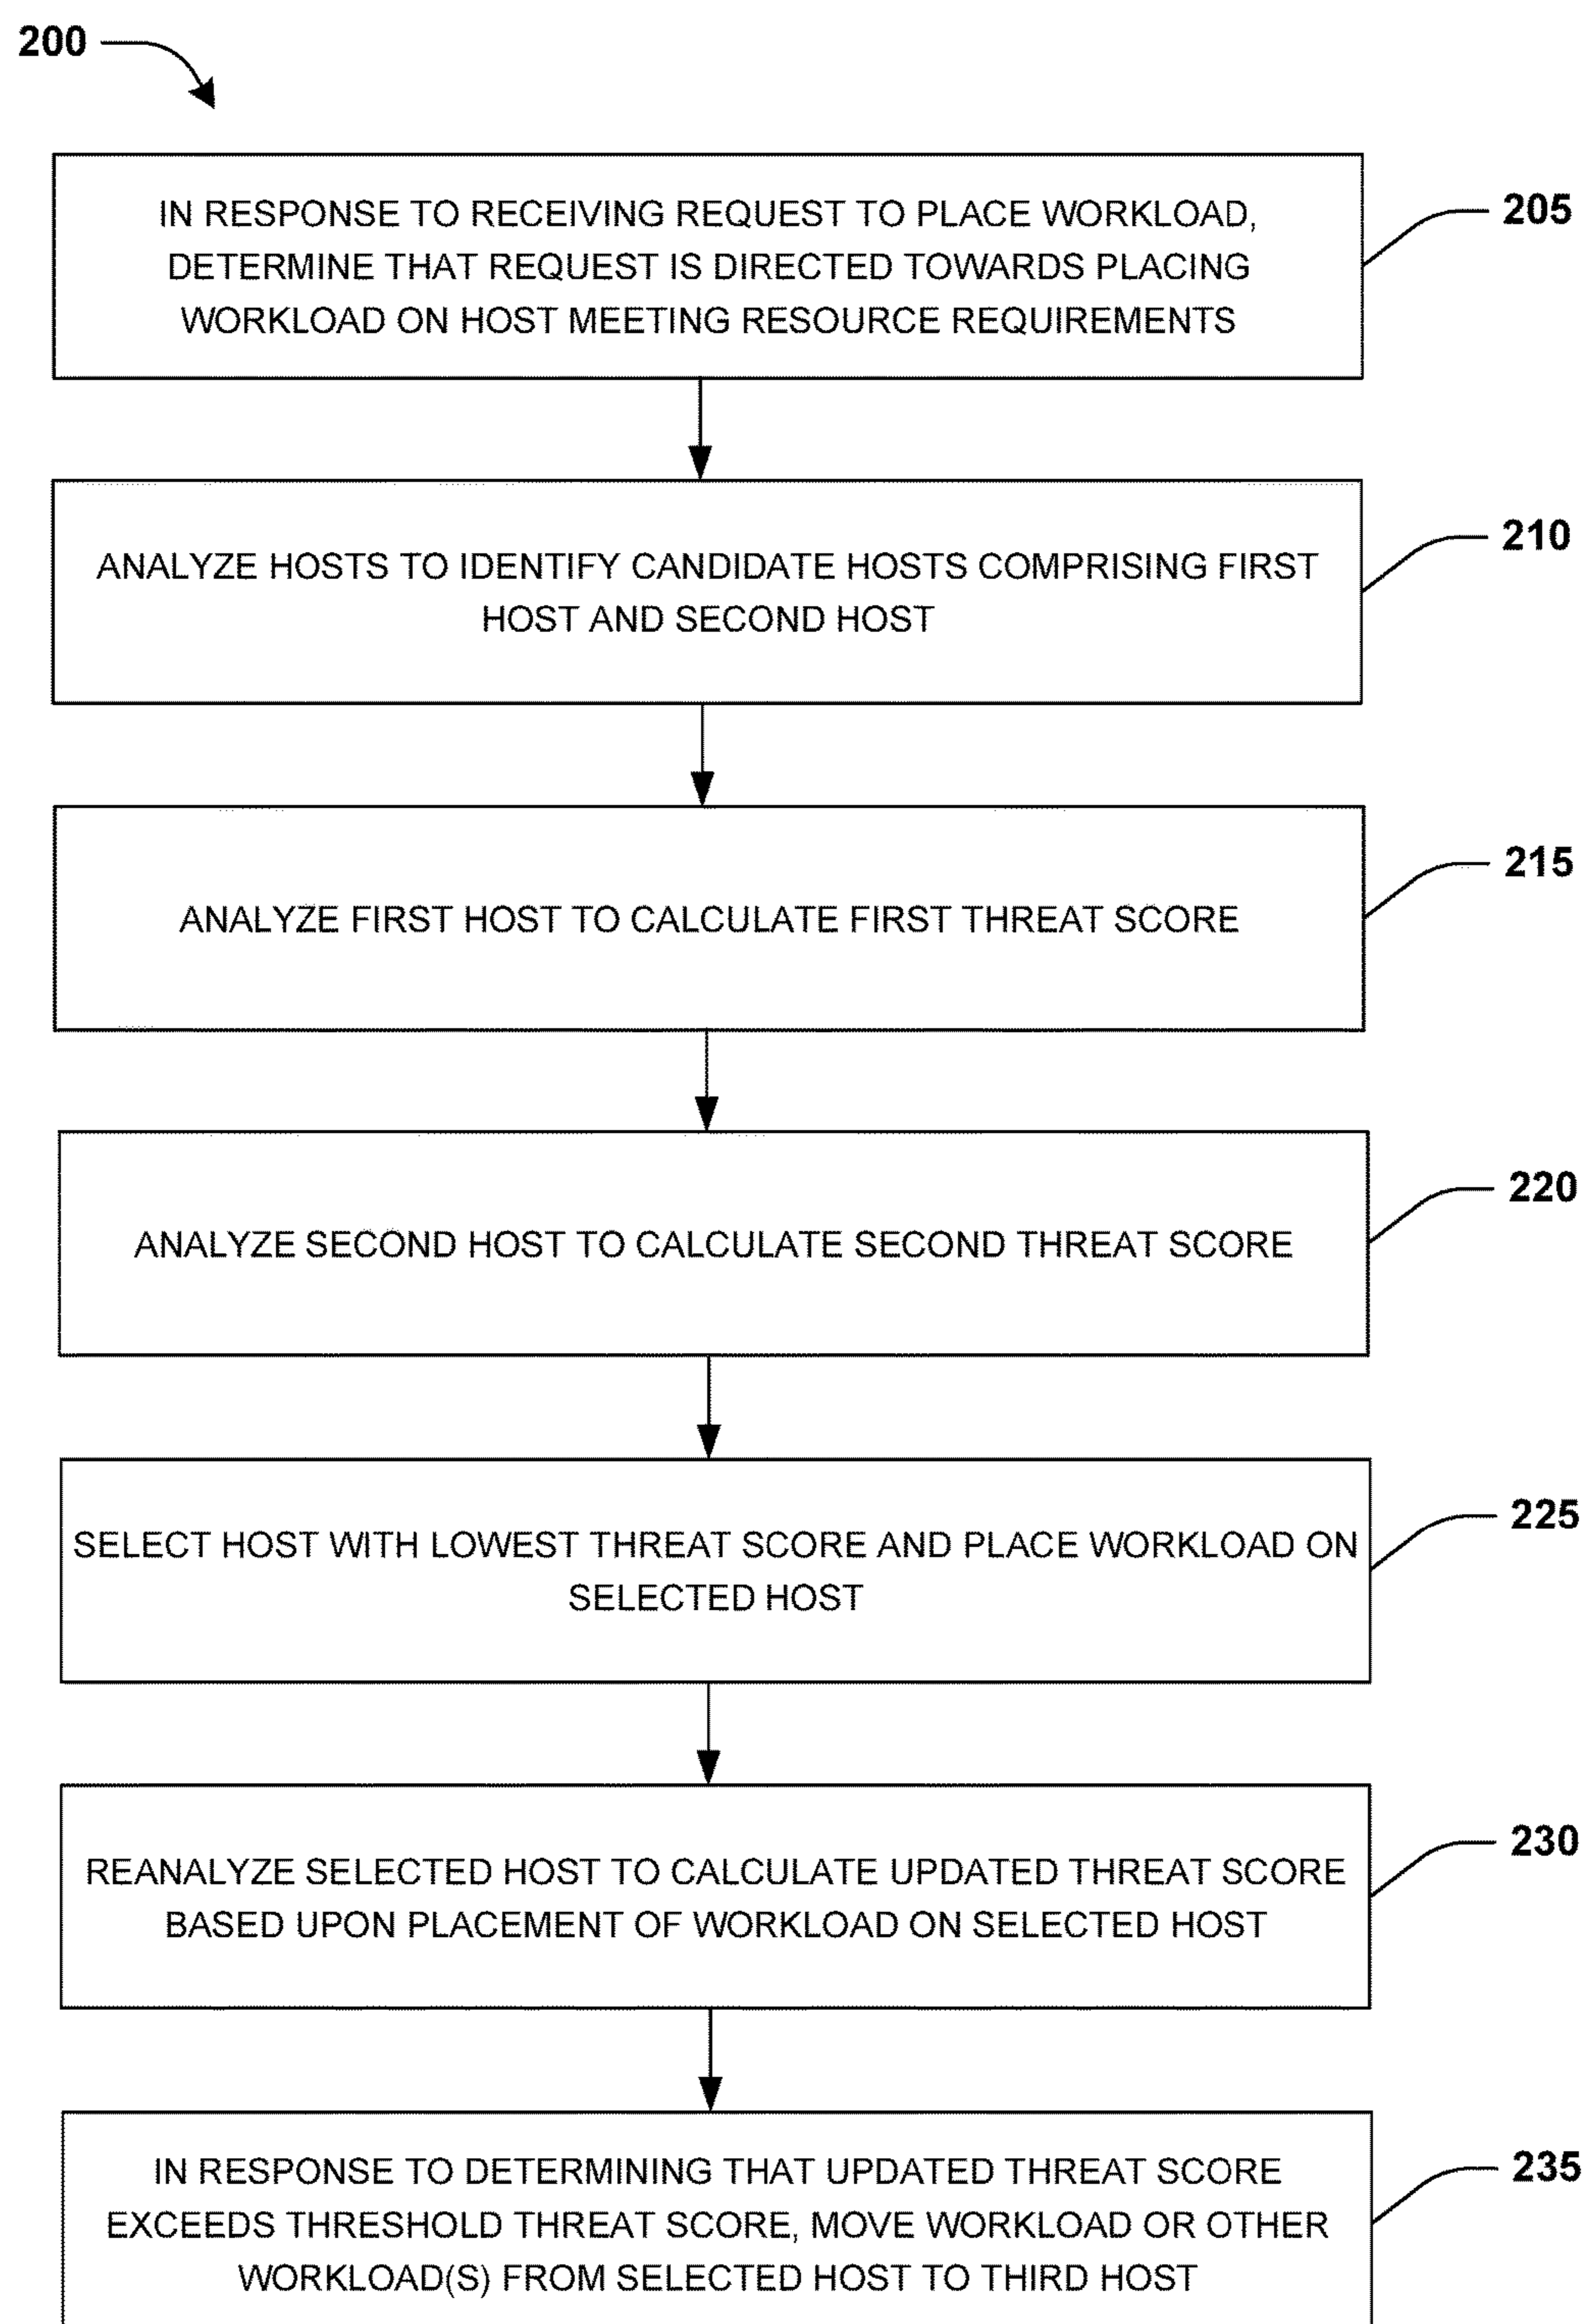 200
IN RESPONSE TO RECEIVING REQUEST TO PLACE WORKLOAD,
DETERMINE THAT REQUEST IS DIRECTED TOWARDS PLACING
WORKLOAD ON HOST MEETING RESOURCE REQUIREMENTS
205
ANALYZE HOSTS TO IDENTIFY CANDIDATE HOSTS COMPRISING FIRST
HOST AND SECOND HOST
210
ANALYZE FIRST HOST TO CALCULATE FIRST THREAT SCORE
215
ANALYZE SECOND HOST TO CALCULATE SECOND THREAT SCORE
220
SELECT HOST WITH LOWEST THREAT SCORE AND PLACE WORKLOAD ON
SELECTED HOST
225
REANALYZE SELECTED HOST TO CALCULATE UPDATED THREAT SCORE
BASED UPON PLACEMENT OF WORKLOAD ON SELECTED HOST
230
IN RESPONSE TO DETERMINING THAT UPDATED THREAT SCORE
EXCEEDS THRESHOLD THREAT SCORE, MOVE WORKLOAD OR OTHER
WORKLOAD(S) FROM SELECTED HOST TO THIRD HOST
235